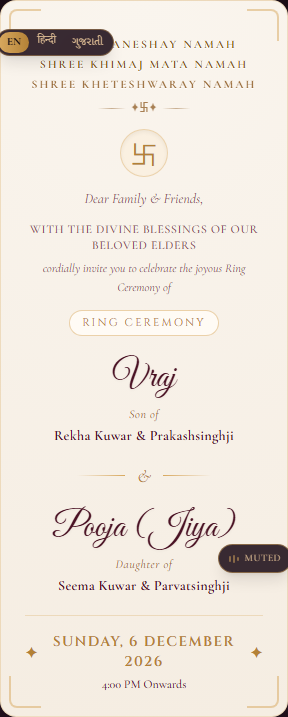 EN हिन्दी ગુજરાતી
ANESHAY NAMAH
SHREE KHIMAJ MATA NAMAH
SHREE KHETESHWARAY NAMAH
✦卐✦
卐
Dear Family & Friends,
WITH THE DIVINE BLESSINGS OF OUR
BELOVED ELDERS
cordially invite you to celebrate the joyous Ring
Ceremony of
RING CEREMONY
Vraj
Son of
Rekha Kuwar & Prakashsinghji
&
Pooja (Jiya)
Daughter of
MUTED
Seema Kuwar & Parvatsinghji
✦ SUNDAY, 6 DECEMBER ✦
2026
4:00 PM Onwards